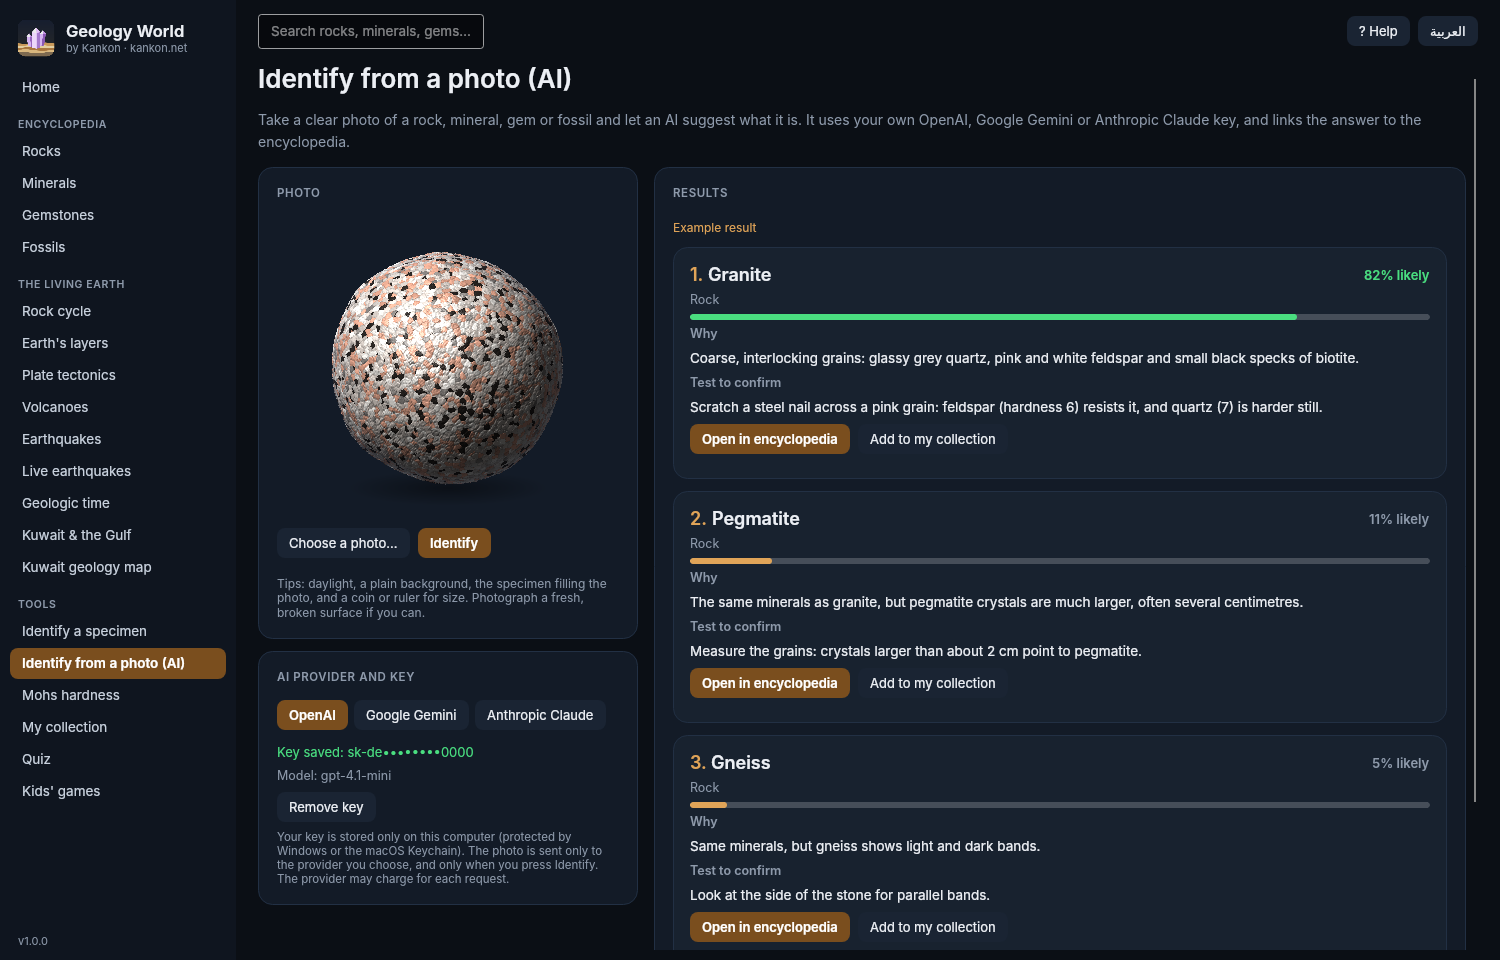 Geology World
by Kankon · kankon.net
Home
ENCYCLOPEDIA
Rocks
Minerals
Gemstones
Fossils
THE LIVING EARTH
Rock cycle
Earth's layers
Plate tectonics
Volcanoes
Earthquakes
Live earthquakes
Geologic time
Kuwait & the Gulf
Kuwait geology map
TOOLS
Identify a specimen
Identify from a photo (AI)
Mohs hardness
My collection
Quiz
Kids' games
v1.0.0
Search rocks, minerals, gems...
? Help
العربية
Identify from a photo (AI)
Take a clear photo of a rock, mineral, gem or fossil and let an AI suggest what it is. It uses your own OpenAI, Google Gemini or Anthropic Claude key, and links the answer to the
encyclopedia.
PHOTO
Choose a photo...
Identify
Tips: daylight, a plain background, the specimen filling the
photo, and a coin or ruler for size. Photograph a fresh,
broken surface if you can.
AI PROVIDER AND KEY
OpenAI
Google Gemini
Anthropic Claude
Key saved: sk-de••••••••0000
Model: gpt-4.1-mini
Remove key
Your key is stored only on this computer (protected by
Windows or the macOS Keychain). The photo is sent only to
the provider you choose, and only when you press Identify.
The provider may charge for each request.
RESULTS
Example result
1. Granite
82% likely
Rock
Why
Coarse, interlocking grains: glassy grey quartz, pink and white feldspar and small black specks of biotite.
Test to confirm
Scratch a steel nail across a pink grain: feldspar (hardness 6) resists it, and quartz (7) is harder still.
Open in encyclopedia
Add to my collection
2. Pegmatite
11% likely
Rock
Why
The same minerals as granite, but pegmatite crystals are much larger, often several centimetres.
Test to confirm
Measure the grains: crystals larger than about 2 cm point to pegmatite.
Open in encyclopedia
Add to my collection
3. Gneiss
5% likely
Rock
Why
Same minerals, but gneiss shows light and dark bands.
Test to confirm
Look at the side of the stone for parallel bands.
Open in encyclopedia
Add to my collection